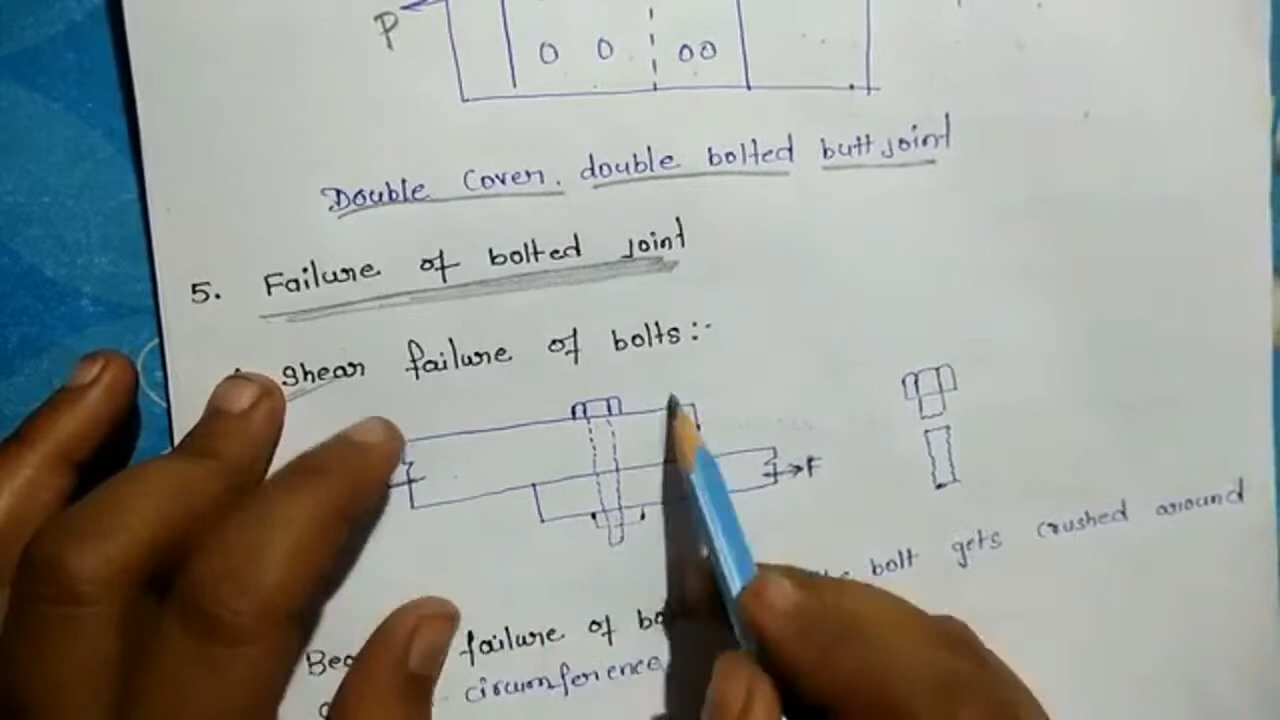 P
Double Cover. double bolted butt joint
5. Failure of bolted joint
Shear failure of bolts:-
F
bolt gets crushed around
failure of
circumference